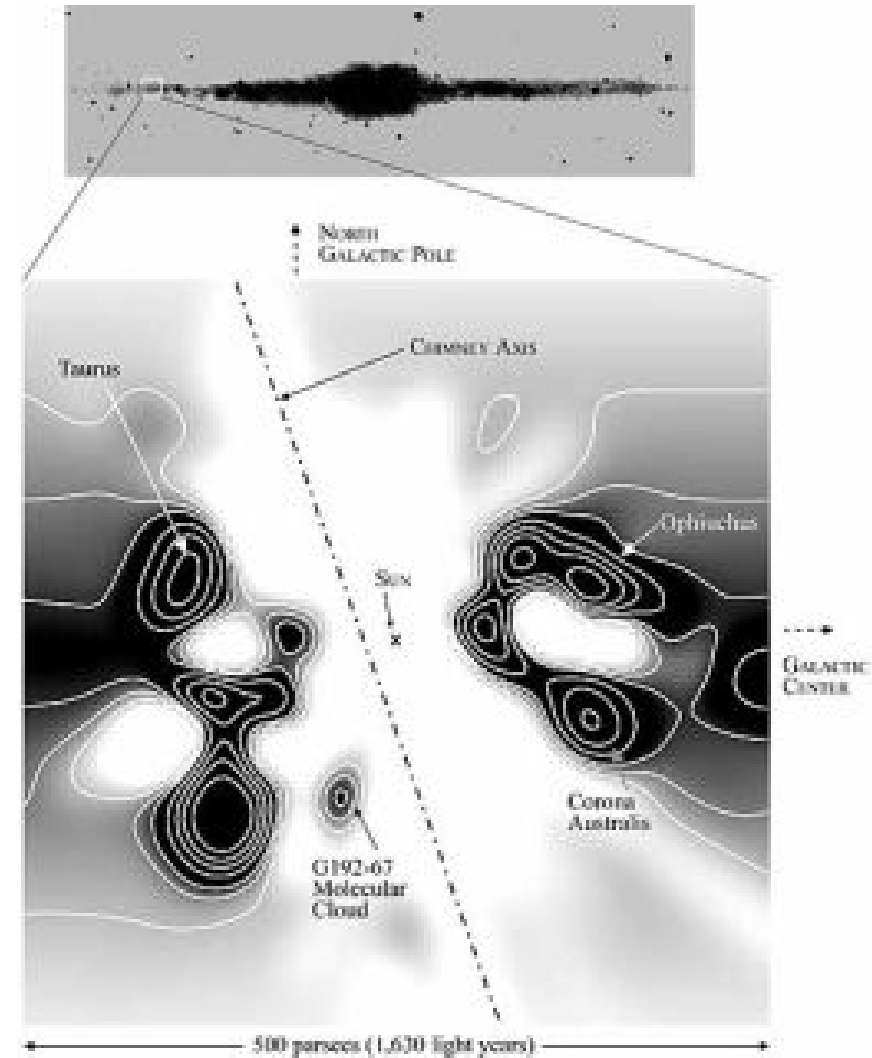 NORTH
GALACTIC POLE
CHIMNEY AXIS
Taurus
Ophiuchus
SUN
GALACTIC
CENTER
Corona
Australis
G192-67
Molecular
Cloud
500 parsecs (1,630 light years)